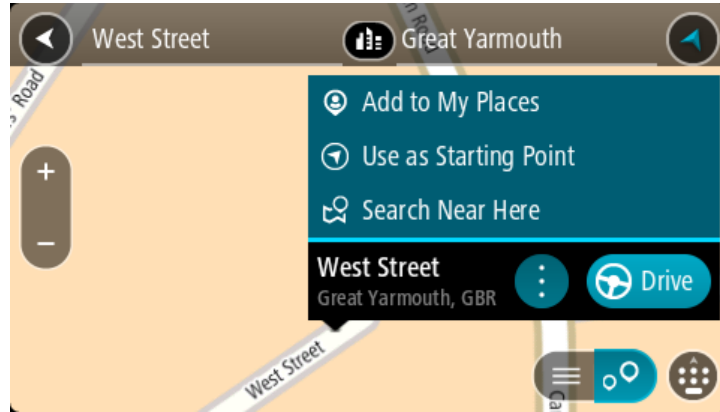 West Street
Great Yarmouth
Road
Add to My Places
Use as Starting Point
+
Search Near Here
–
West Street
Drive
Great Yarmouth, GBR
West Street